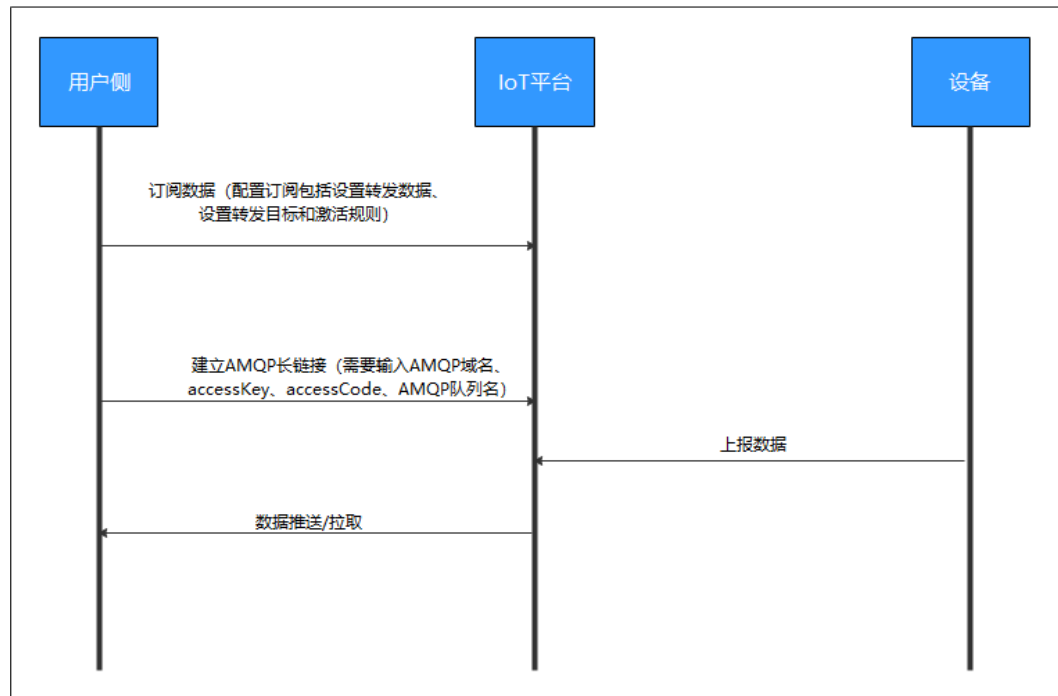 用户侧
IoT平台
设备
订阅数据（配置订阅包括设置转发数据、
设置转发目标和激活规则）
建立AMQP长链接（需要输入AMQP域名、
accessKey、accessCode、AMQP队列名）
上报数据
数据推送/拉取